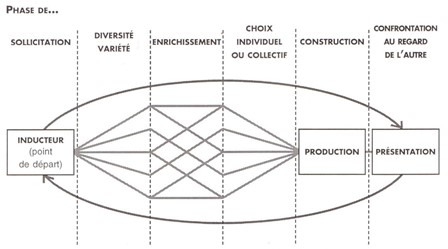 PHASE DE...
SOLLICITATION
DIVERSITÉ
VARIÉTÉ
ENRICHISSEMENT
CHOIX
INDIVIDUEL
OU COLLECTIF
CONSTRUCTION
CONFRONTATION
AU REGARD
DE L'AUTRE
INDUCTEUR
(point
de départ)
PRODUCTION
PRÉSENTATION